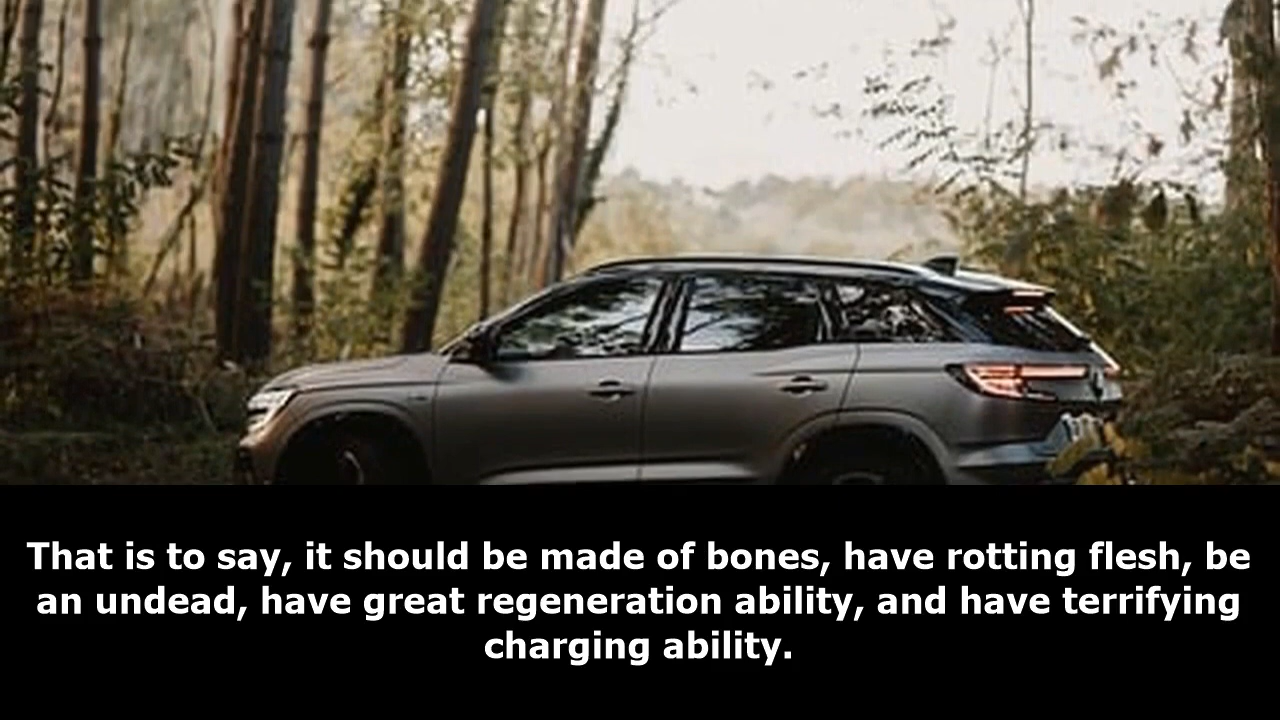 That is to say, it should be made of bones, have rotting flesh, be
an undead, have great regeneration ability, and have terrifying
charging ability.